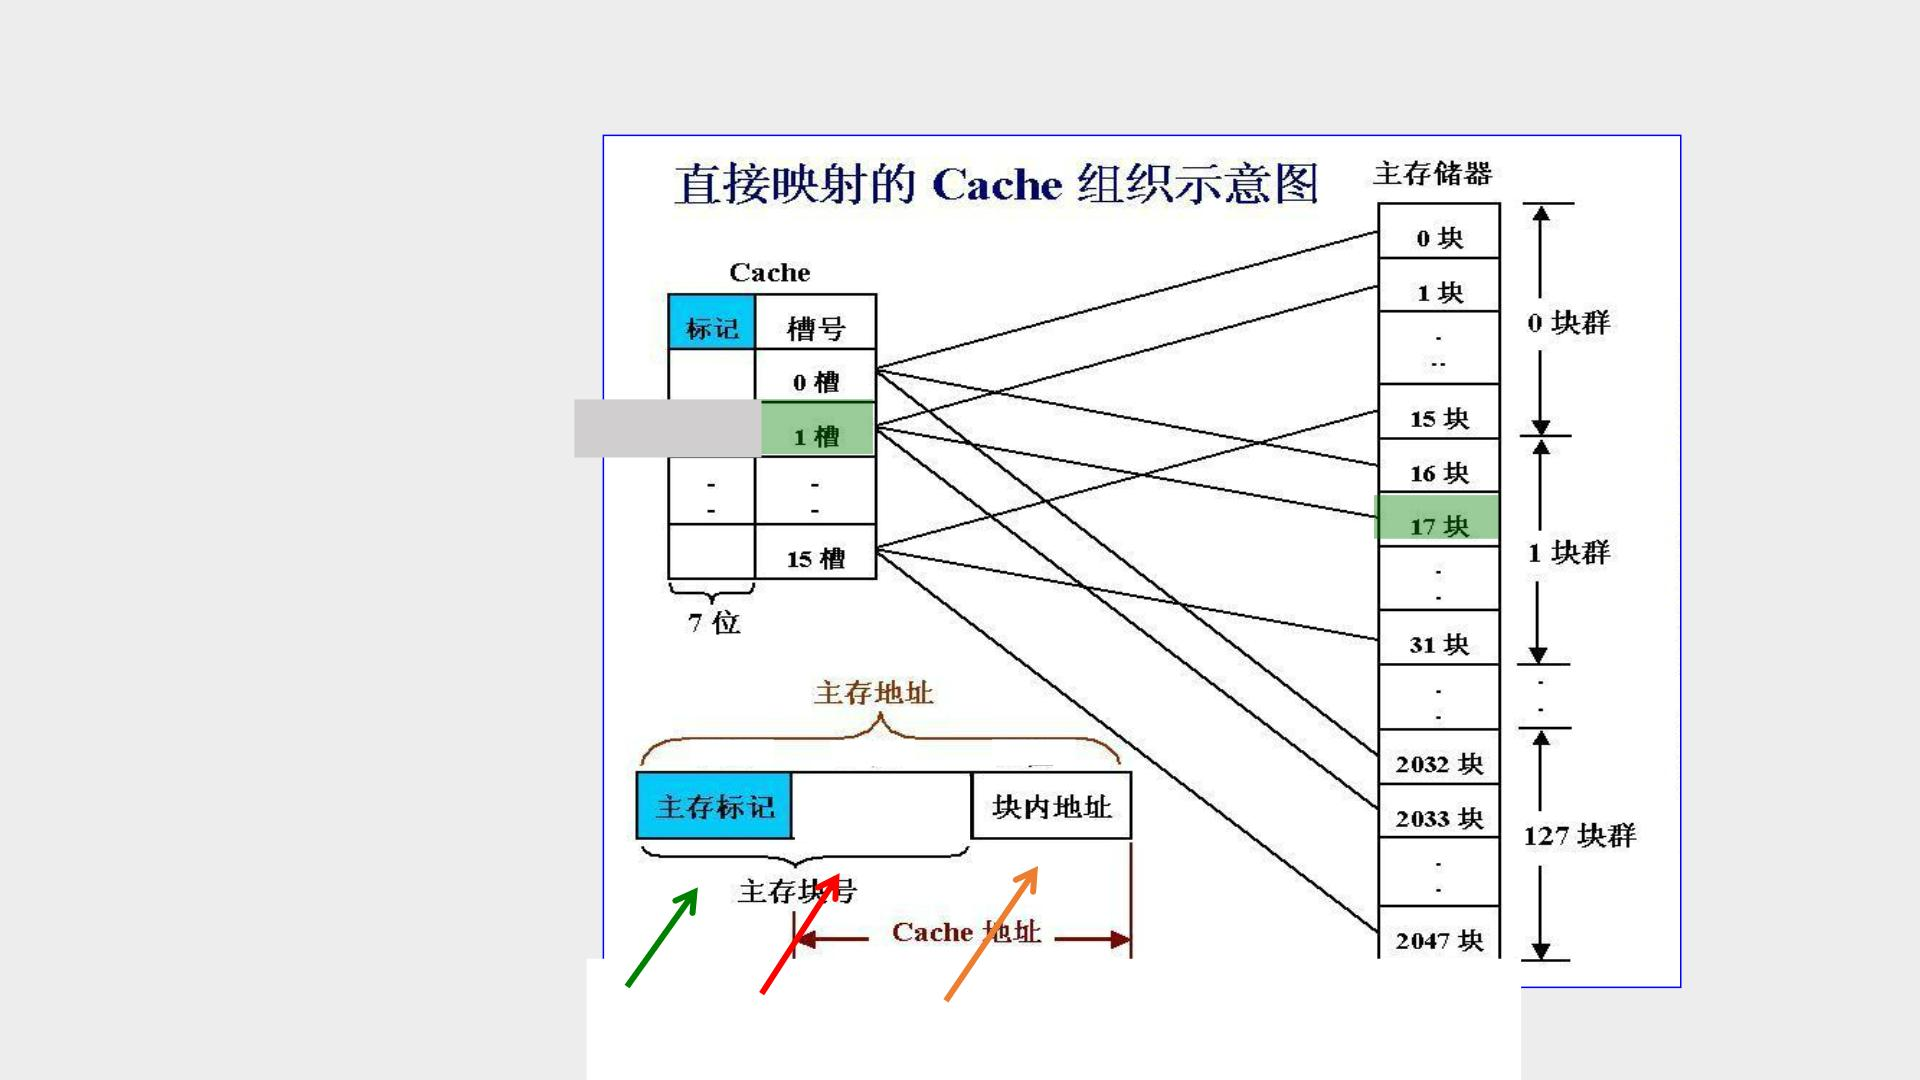 直接映射的 Cache 组织示意图
主存储器
Cache
标记
槽号
0 槽
1 槽
15 槽
7 位
0 块
1 块
15 块
16 块
17 块
31 块
2032 块
2033 块
2047 块
0 块群
1 块群
127 块群
主存地址
主存标记
块内地址
主存块号
Cache 地址